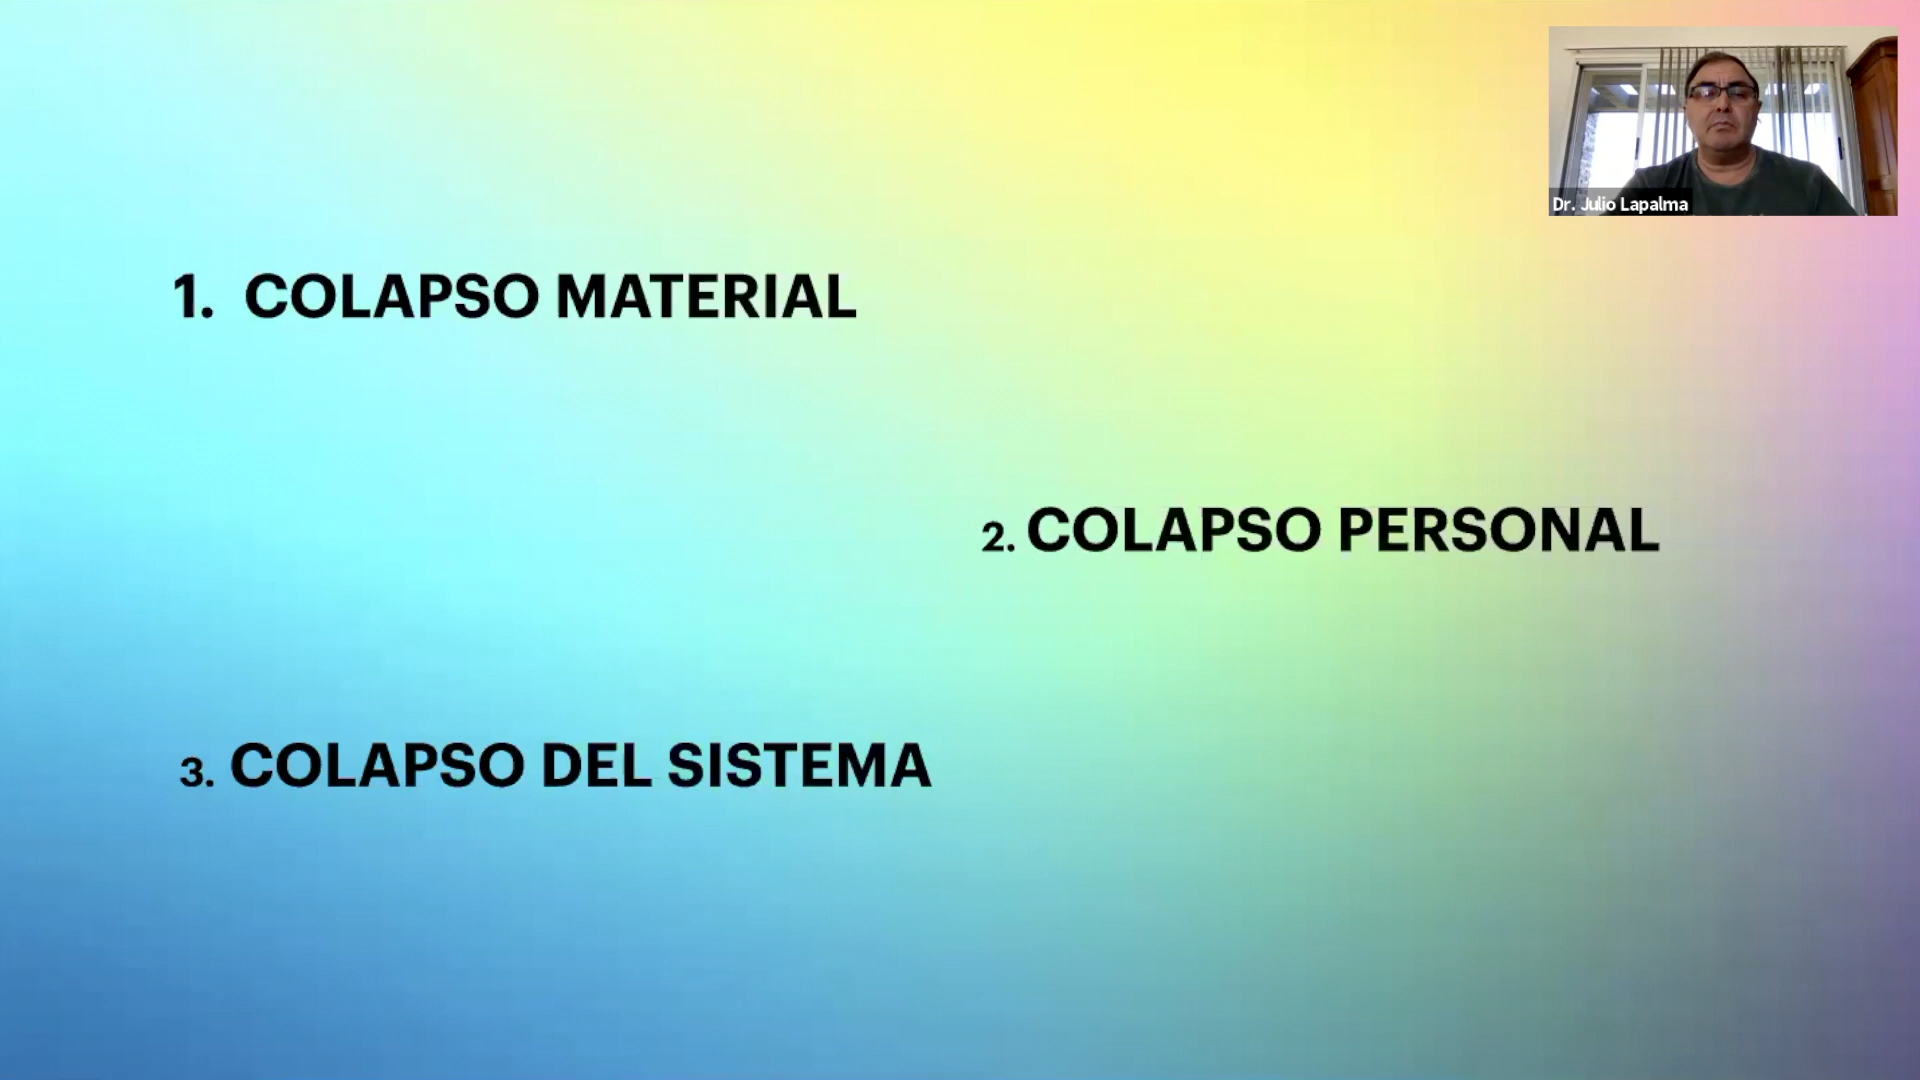 Dr. Julio Lapalma
1. COLAPSO MATERIAL
2. COLAPSO PERSONAL
3. COLAPSO DEL SISTEMA